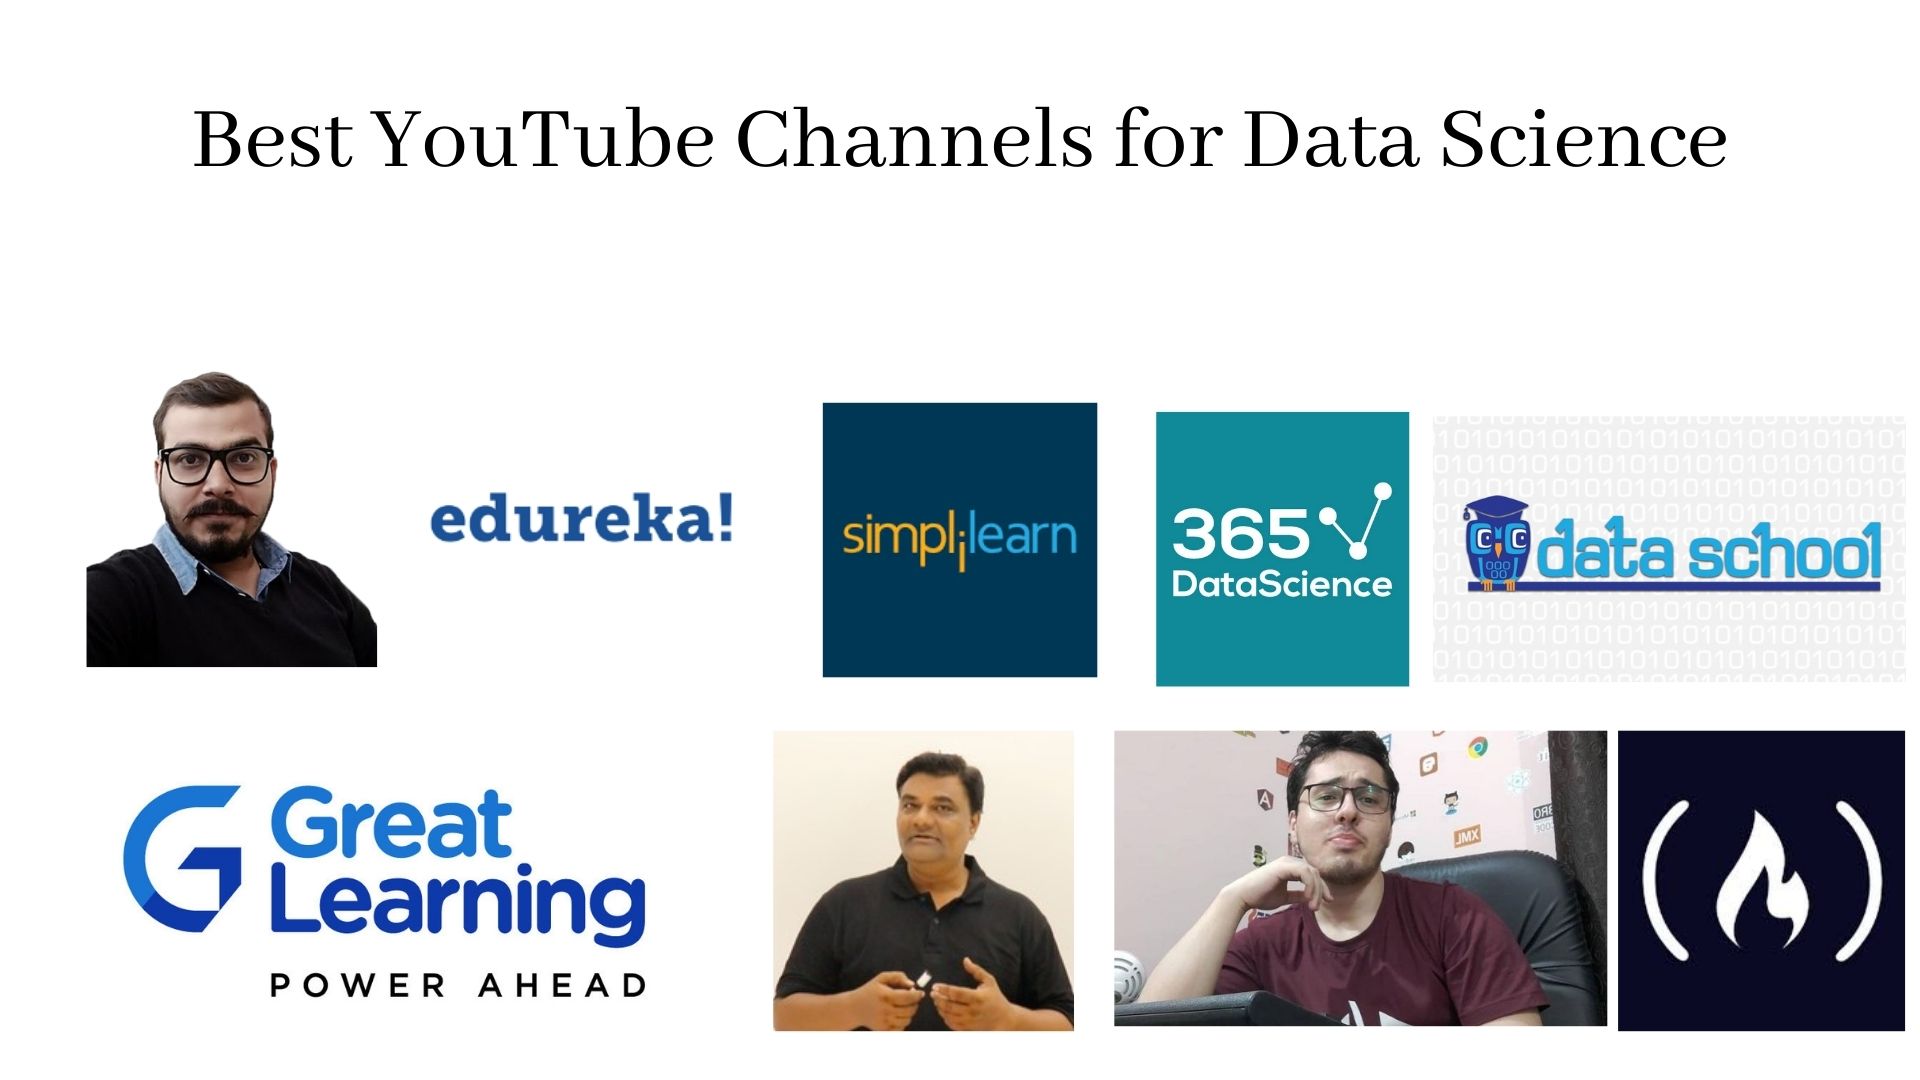 Best YouTube Channels for Data Science
edureka!
simplilearn
365
DataScience
data school
Great
Learning
POWER AHEAD